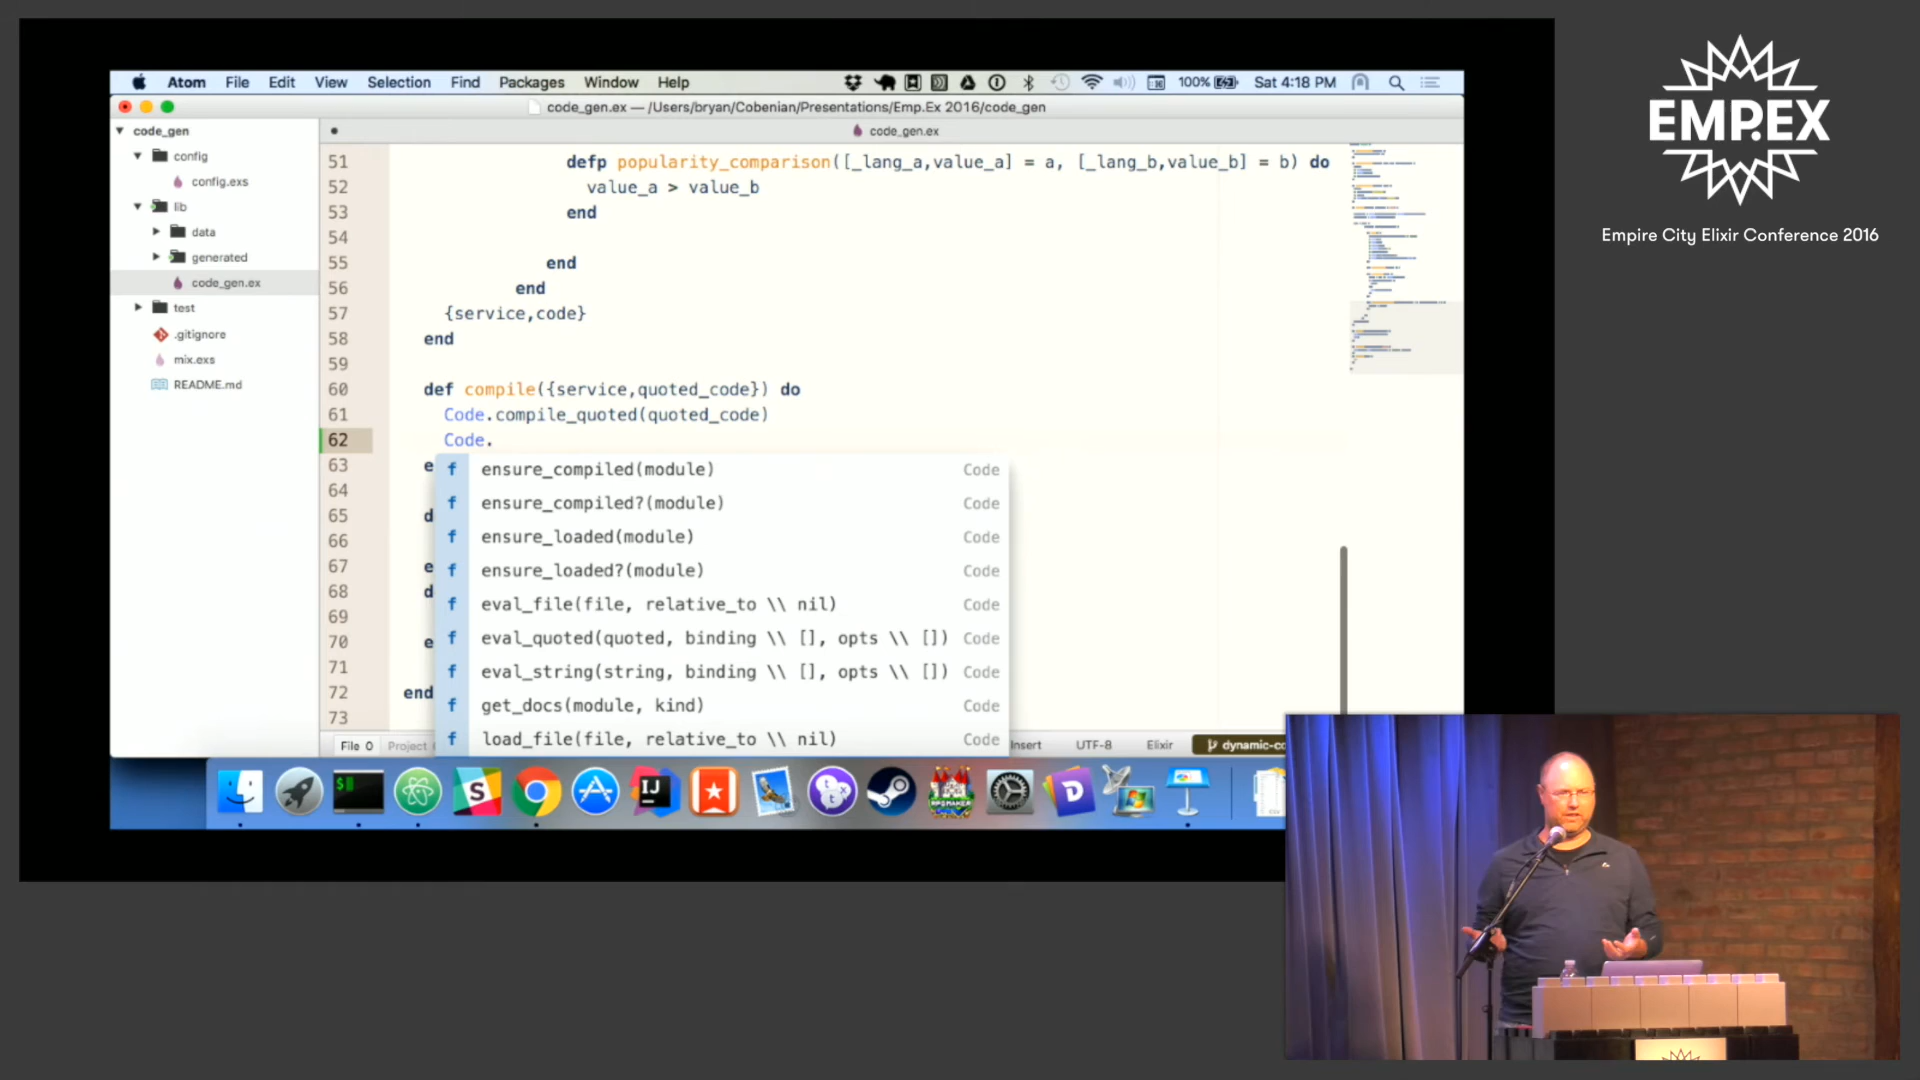 Atom File Edit View Selection Find Packages Window Help 100% Sat 4:18 PM
code_gen.ex — /Users/bryan/Cobenian/Presentations/Emp.Ex 2016/code_gen
code_gen
config
config.exs
lib
data
generated
code_gen.ex
test
.gitignore
mix.exs
README.md
code_gen.ex
51 defp popularity_comparison([_lang_a,value_a] = a, [_lang_b,value_b] = b) do
52 value_a > value_b
53 end
54
55 end
56 end
57 {service,code}
58 end
59
60 def compile({service,quoted_code}) do
61 Code.compile_quoted(quoted_code)
62 Code.
63 e
64
65 d
66
67 e
68 d
69
70 e
71
72 end
73
f ensure_compiled(module) Code
f ensure_compiled?(module) Code
f ensure_loaded(module) Code
f ensure_loaded?(module) Code
f eval_file(file, relative_to \\ nil) Code
f eval_quoted(quoted, binding \\ [], opts \\ []) Code
f eval_string(string, binding \\ [], opts \\ []) Code
f get_docs(module, kind) Code
f load_file(file, relative_to \\ nil) Code
File 0 Project Insert UTF-8 Elixir dynamic-co
$
S
IJ
RPG MAKER
D
EMP.EX
Empire City Elixir Conference 2016